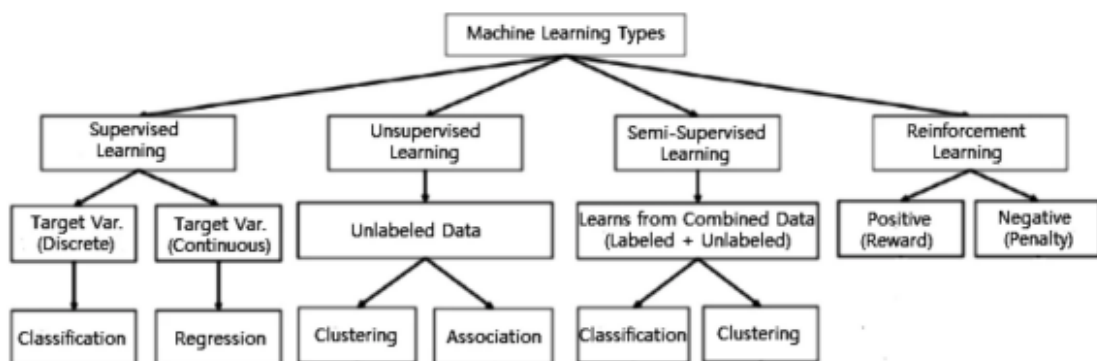 Machine Learning Types
Supervised
Learning
Unsupervised
Learning
Semi-Supervised
Learning
Reinforcement
Learning
Target Var.
(Discrete)
Target Var.
(Continuous)
Unlabeled Data
Learns from Combined Data
(Labeled + Unlabeled)
Positive
(Reward)
Negative
(Penalty)
Classification
Regression
Clustering
Association
Classification
Clustering